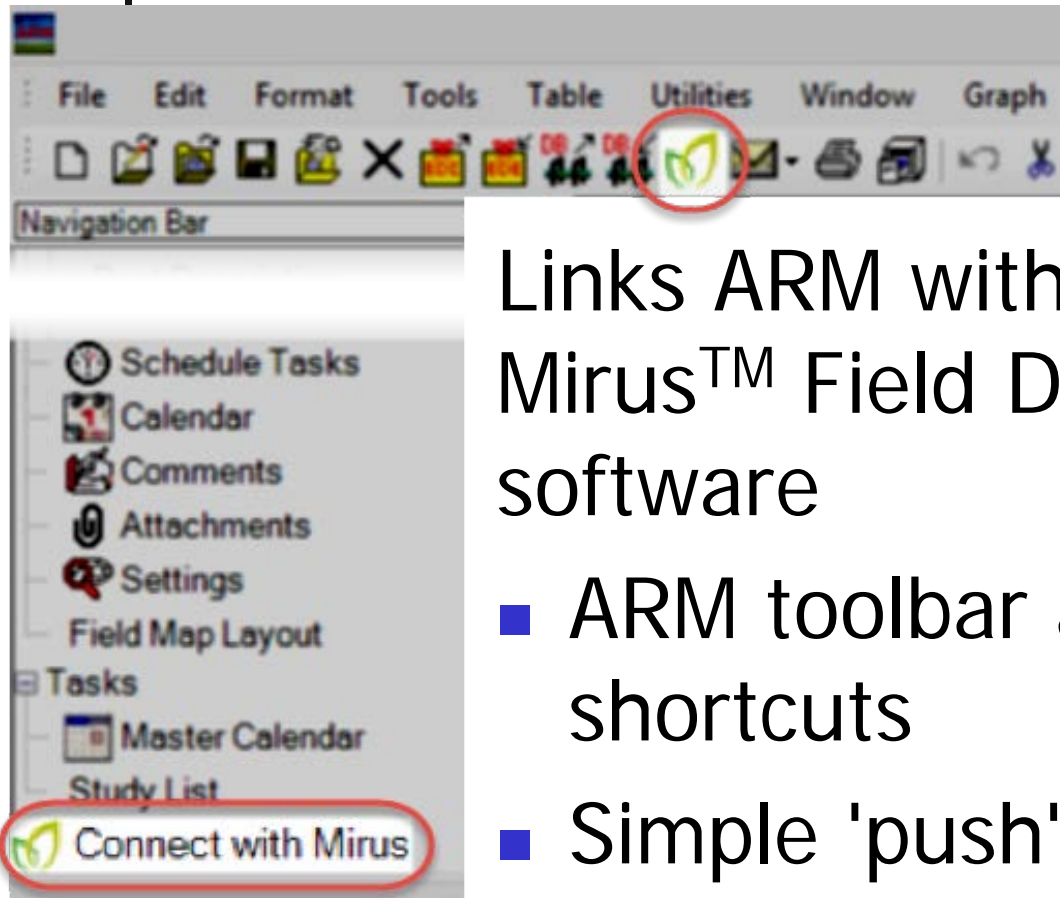 File Edit Format Tools Table Utilities Window Graph
Navigation Bar
Schedule Tasks
Calendar
Comments
Attachments
Settings
Field Map Layout
Tasks
Master Calendar
Study List
Connect with Mirus
Links ARM with
Mirus™ Field D
software
ARM toolbar
shortcuts
Simple 'push'